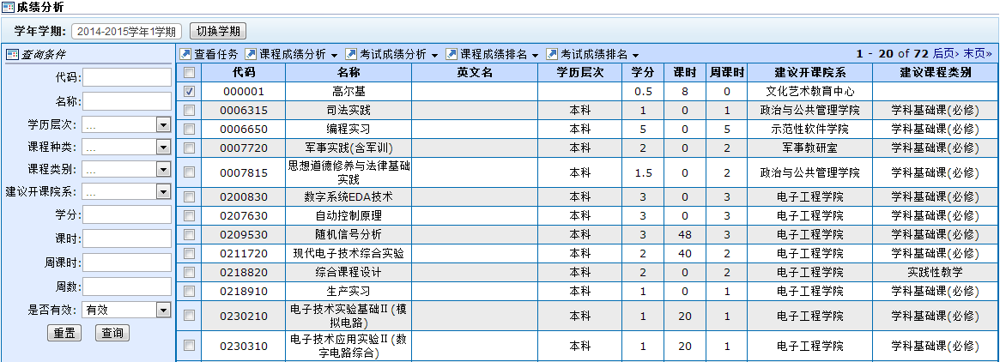 成绩分析
学年学期: 2014-2015学年1学期 切换学期
查询条件
代码:
名称:
学历层次: ...
课程种类: ...
课程类别: ...
建议开课院系: ...
学分:
课时:
周课时:
周数:
是否有效: 有效
重置 查询
查看任务 课程成绩分析 考试成绩分析 课程成绩排名 考试成绩排名 1 - 20 of 72 后页› 末页»
代码 名称 英文名 学历层次 学分 课时 周课时 建议开课院系 建议课程类别
000001 高尔基 0.5 8 0 文化艺术教育中心
0006315 司法实践 本科 1 0 1 政治与公共管理学院 学科基础课(必修)
0006650 编程实习 本科 5 0 5 示范性软件学院 学科基础课(必修)
0007720 军事实践(含军训) 本科 2 0 2 军事教研室 学科基础课(必修)
思想道德修养与法律基础
0007815 实践 本科 1.5 0 2 政治与公共管理学院 学科基础课(必修)
0200830 数字系统EDA技术 本科 3 0 3 电子工程学院 学科基础课(必修)
0207630 自动控制原理 本科 3 0 3 电子工程学院 学科基础课(必修)
0209530 随机信号分析 本科 3 48 3 电子工程学院 学科基础课(必修)
0211720 现代电子技术综合实验 本科 2 40 2 电子工程学院 学科基础课(必修)
0218820 综合课程设计 本科 2 0 2 电子工程学院 实践性教学
0218910 生产实习 本科 1 0 1 电子工程学院 学科基础课(必修)
电子技术实验基础II(模
0230210 拟电路) 本科 1 20 1 电子工程学院 学科基础课(必修)
电子技术应用实验II(数
0230310 字电路综合) 本科 1 20 1 电子工程学院 学科基础课(必修)